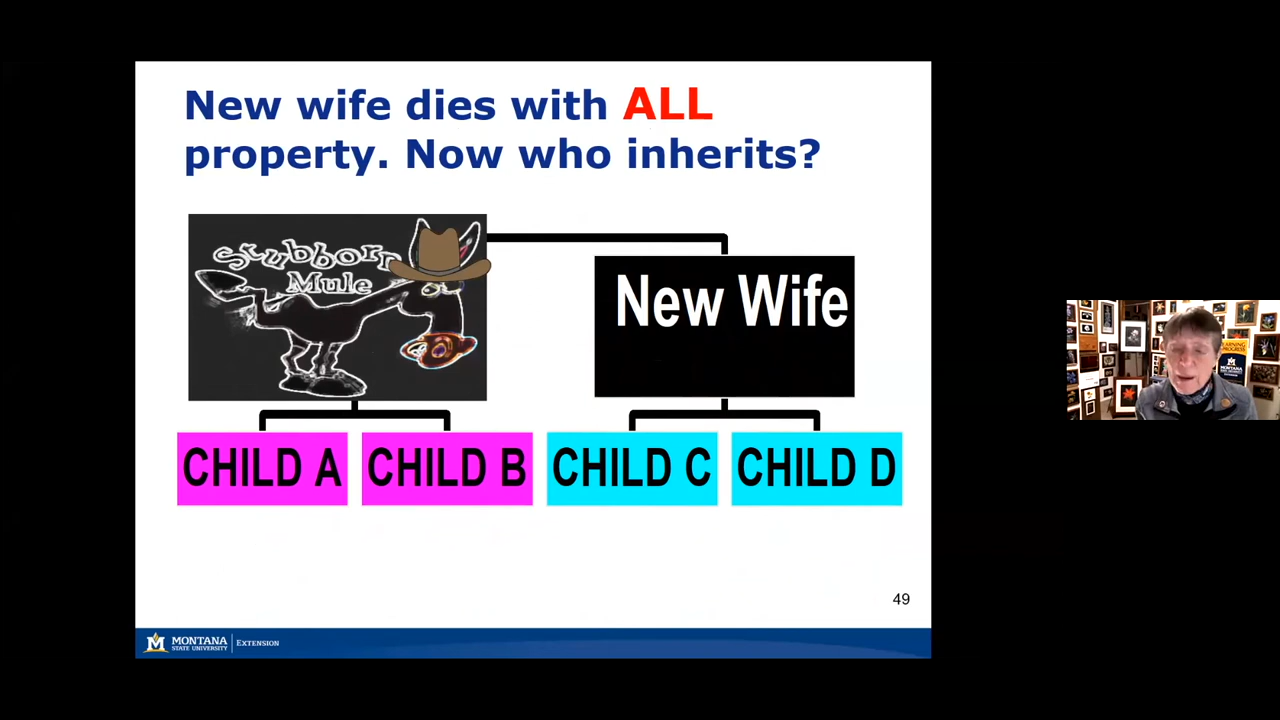 New wife dies with ALL
property. Now who inherits?
Stubborn
Mule
New Wife
CHILD A
CHILD B
CHILD C
CHILD D
49
M MONTANA
STATE UNIVERSITY
EXTENSION